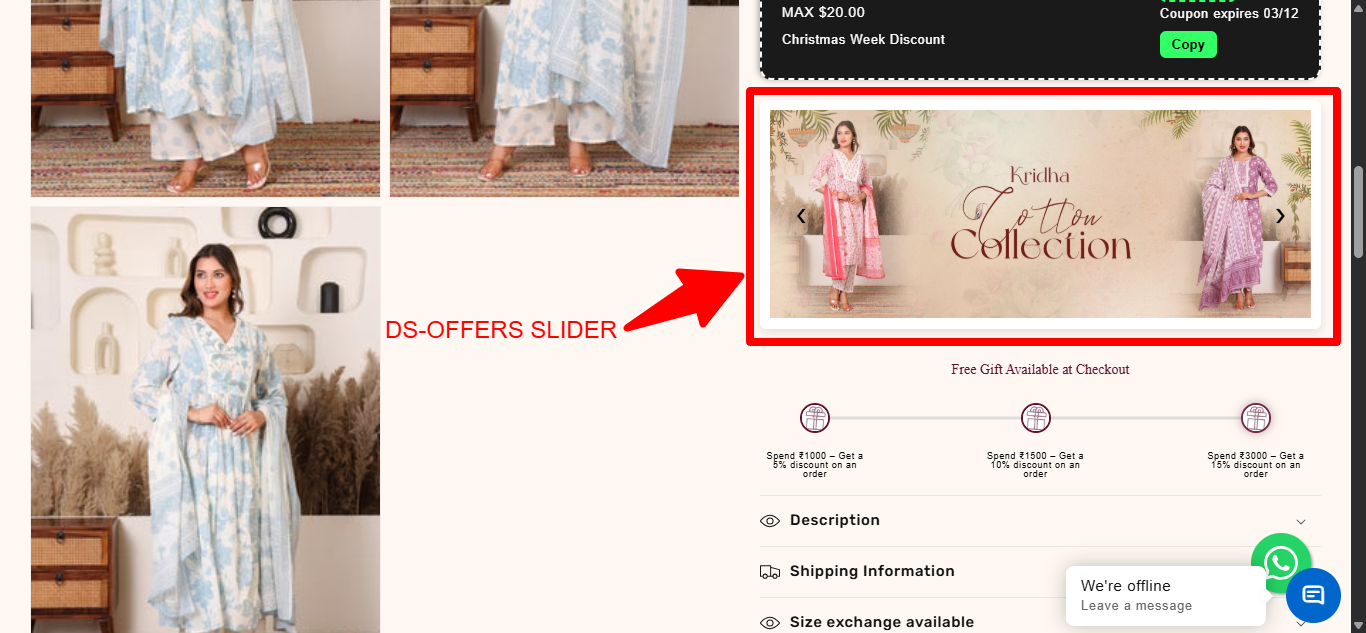 MAX $20.00
Coupon expires 03/12
Christmas Week Discount
Copy
Kridha
Cotton
Collection
DS-OFFERS SLIDER
Free Gift Available at Checkout
Spend ₹1000 – Get a
5% discount on an
order
Spend ₹1500 – Get a
10% discount on an
order
Spend ₹3000 – Get a
15% discount on an
order
Description
Shipping Information
Size exchange available
We're offline
Leave a message